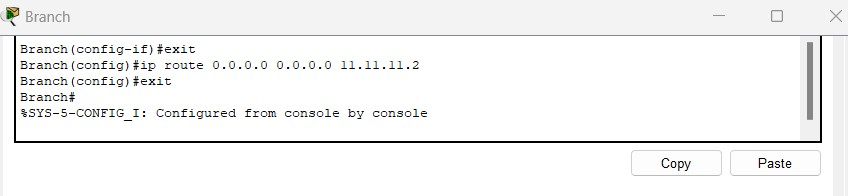 Branch
Branch(config-if)#exit
Branch(config)#ip route 0.0.0.0 0.0.0.0 11.11.11.2
Branch(config)#exit
Branch#
%SYS-5-CONFIG_I: Configured from console by console
Copy
Paste